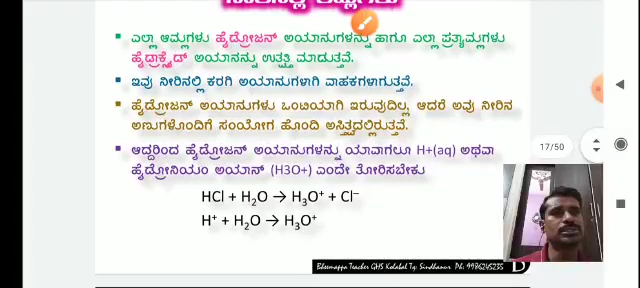 ಎಲ್ಲಾ ಆಮ್ಲಗಳು ಹೈಡ್ರೋಜನ್ ಅಯಾನುಗಳನ್ನು ಹಾಗೂ ಎಲ್ಲಾ ಪ್ರತ್ಯಾಮ್ಲಗಳು
ಹೈಡ್ರಾಕ್ಸೈಡ್ ಅಯಾನನ್ನು ಉತ್ಪತ್ತಿ ಮಾಡುತ್ತವೆ.
ಇವು ನೀರಿನಲ್ಲಿ ಕರಗಿ ಅಯಾನುಗಳಾಗಿ ವಾಹಕಗಳಾಗುತ್ತವೆ.
ಹೈಡ್ರೋಜನ್ ಅಯಾನುಗಳು ಒಂಟಿಯಾಗಿ ಇರುವುದಿಲ್ಲ ಆದರೆ ಅವು ನೀರಿನ
ಅಣುಗಳೊಂದಿಗೆ ಸಂಯೋಗ ಹೊಂದಿ ಅಸ್ತಿತ್ವದಲ್ಲಿರುತ್ತವೆ.
ಆದ್ದರಿಂದ ಹೈಡ್ರೋಜನ್ ಅಯಾನುಗಳನ್ನು ಯಾವಾಗಲೂ H+(aq) ಅಥವಾ
ಹೈಡ್ರೋನಿಯಂ ಅಯಾನ್ (H3O+) ಎಂದೇ ತೋರಿಸಬೇಕು
17/50
HCl + H₂O → H₃O⁺ + Cl⁻
H⁺ + H₂O → H₃O⁺
Bheemappa Teacher GHS Kolabal Tq: Sindhanur Ph: 9986245235